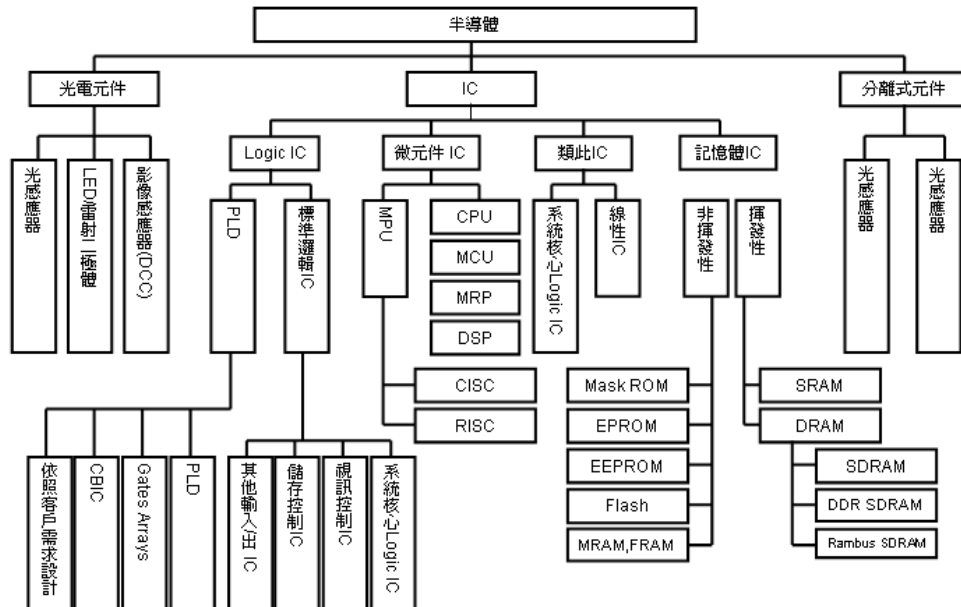 半導體
光電元件
IC
分離式元件
Logic IC
微元件 IC
類此IC
記憶體IC
光感應器
LED/雷射二極體
影像感應器(DCC)
PLD
標準邏輯IC
MPU
CPU
MCU
MRP
DSP
系統核心Logic IC
線性IC
非揮發性
揮發性
光感應器
光感應器
CISC
RISC
Mask ROM
EPROM
EEPROM
Flash
MRAM,FRAM
SRAM
DRAM
SDRAM
DDR SDRAM
Rambus SDRAM
依照客戶需求設計
CBIC
Gates Arrays
PLD
其他輸入/出 IC
儲存控制IC
視訊控制IC
系統核心Logic IC